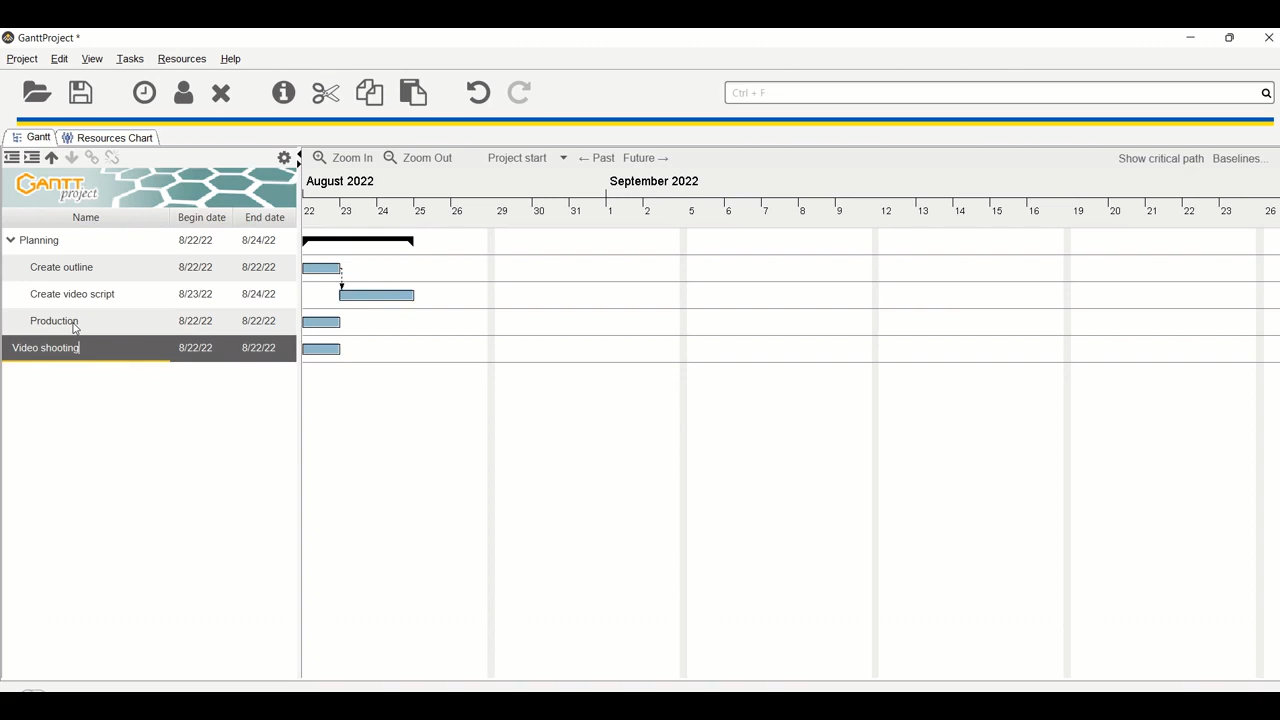 GanttProject *
Project Edit View Tasks Resources Help
Ctrl + F
Gantt Resources Chart
Zoom In Zoom Out Project start ← Past Future → Show critical path Baselines...
GANTT project
August 2022 September 2022
Name Begin date End date
22 23 24 25 26 29 30 31 1 2 5 6 7 8 9 12 13 14 15 16 19 20 21 22 23 26
Planning 8/22/22 8/24/22
Create outline 8/22/22 8/22/22
Create video script 8/23/22 8/24/22
Production 8/22/22 8/22/22
Video shooting 8/22/22 8/22/22